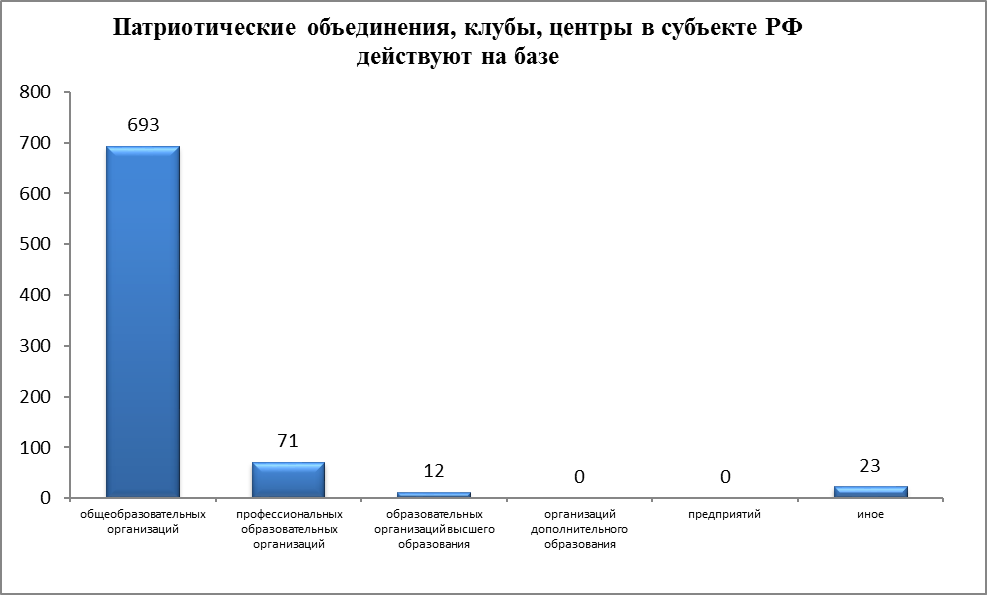 Патриотические объединения, клубы, центры в субъекте РФ
действуют на базе
800
700
600
500
400
300
200
100
0
693
71
12
0
0
23
общеобразовательных
организаций
профессиональных
образовательных
организаций
образовательных
организаций высшего
образования
организаций
дополнительного
образования
предприятий
иное